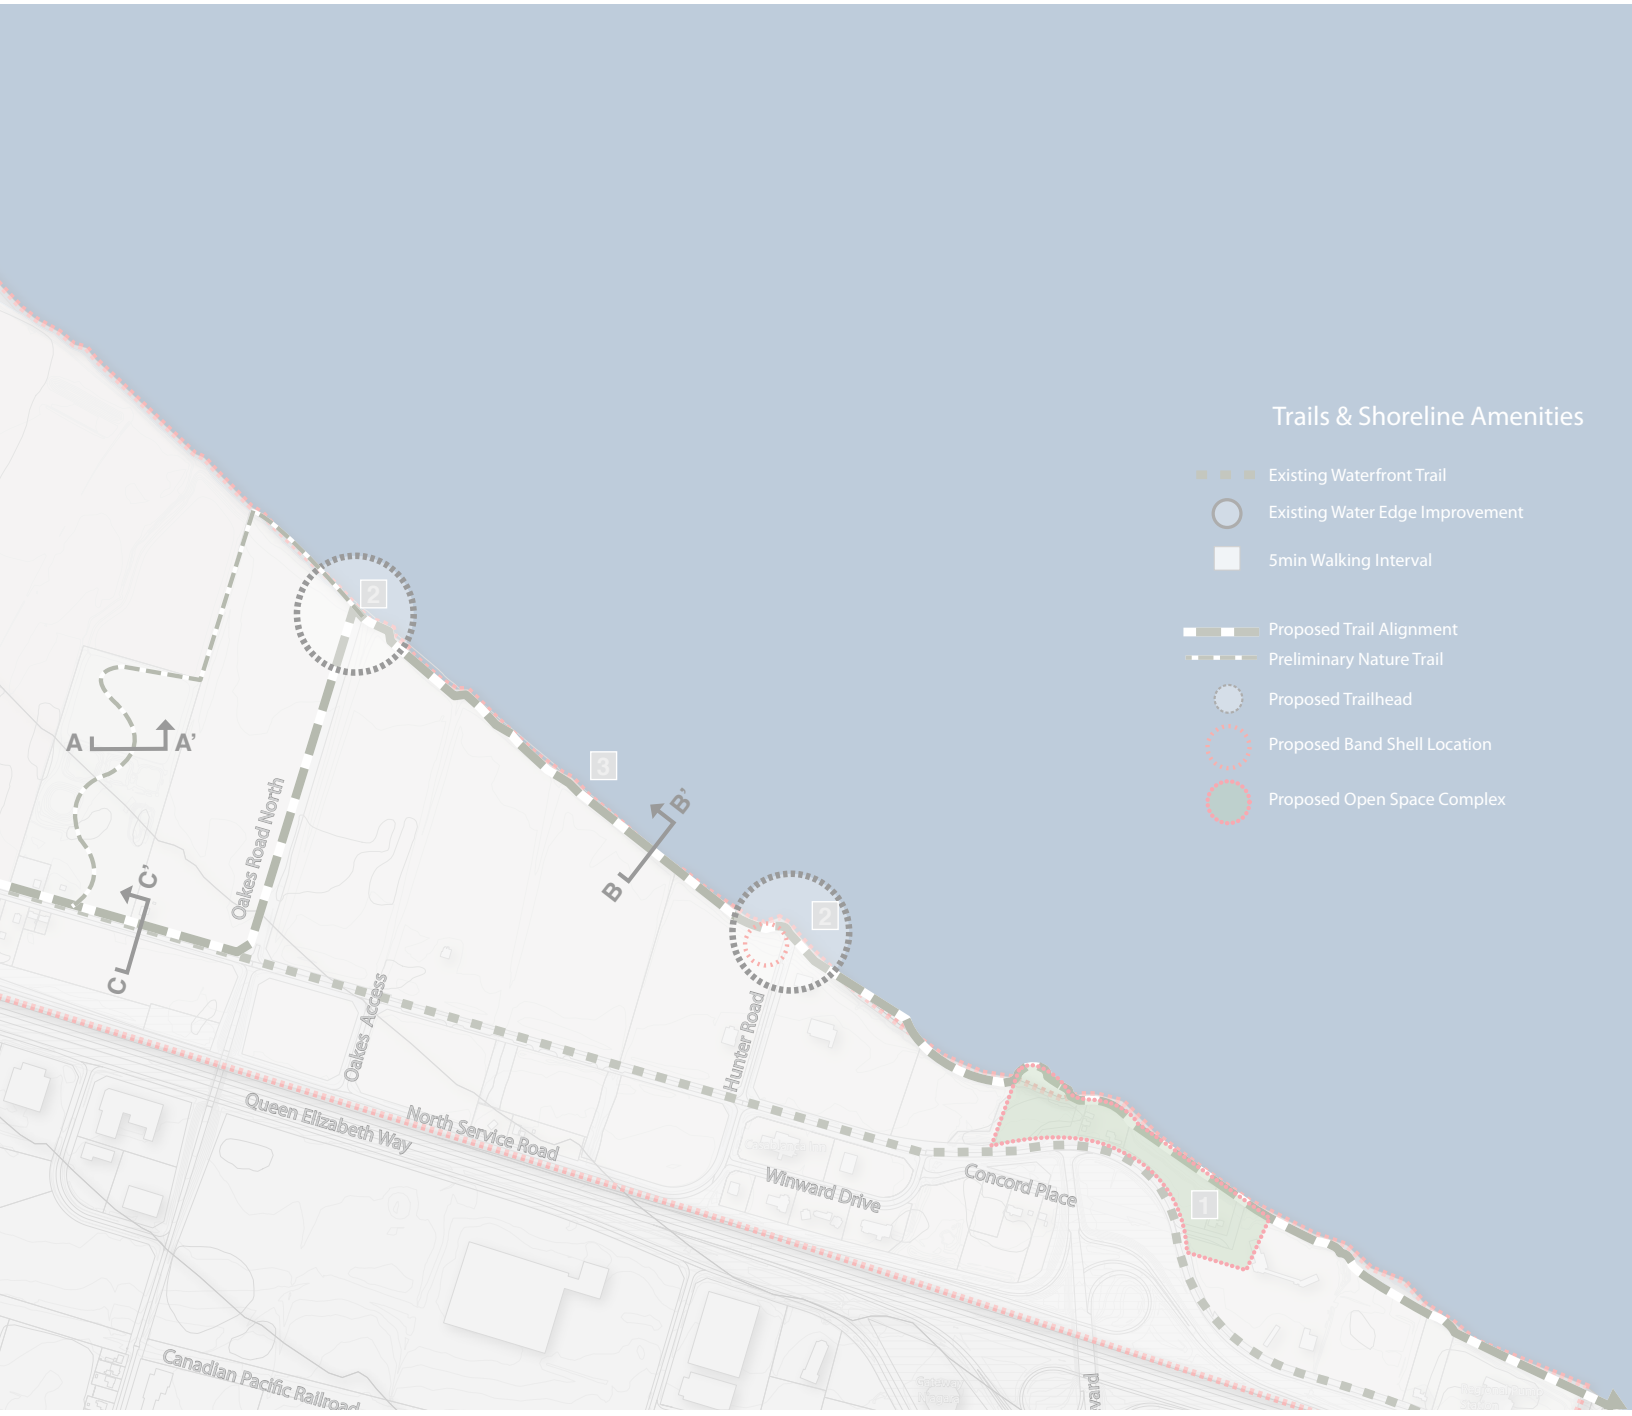 Trails & Shoreline Amenities
Existing Waterfront Trail
Existing Water Edge Improvement
5min Walking Interval
Proposed Trail Alignment
Preliminary Nature Trail
Proposed Trailhead
Proposed Band Shell Location
Proposed Open Space Complex
2
A
A'
3
B'
B
Oakes Road North
C'
C
2
Oakes Access
Hunter Road
Queen Elizabeth Way
North Service Road
Winward Drive
Concord Place
1
Canadian Pacific Railroad
vard